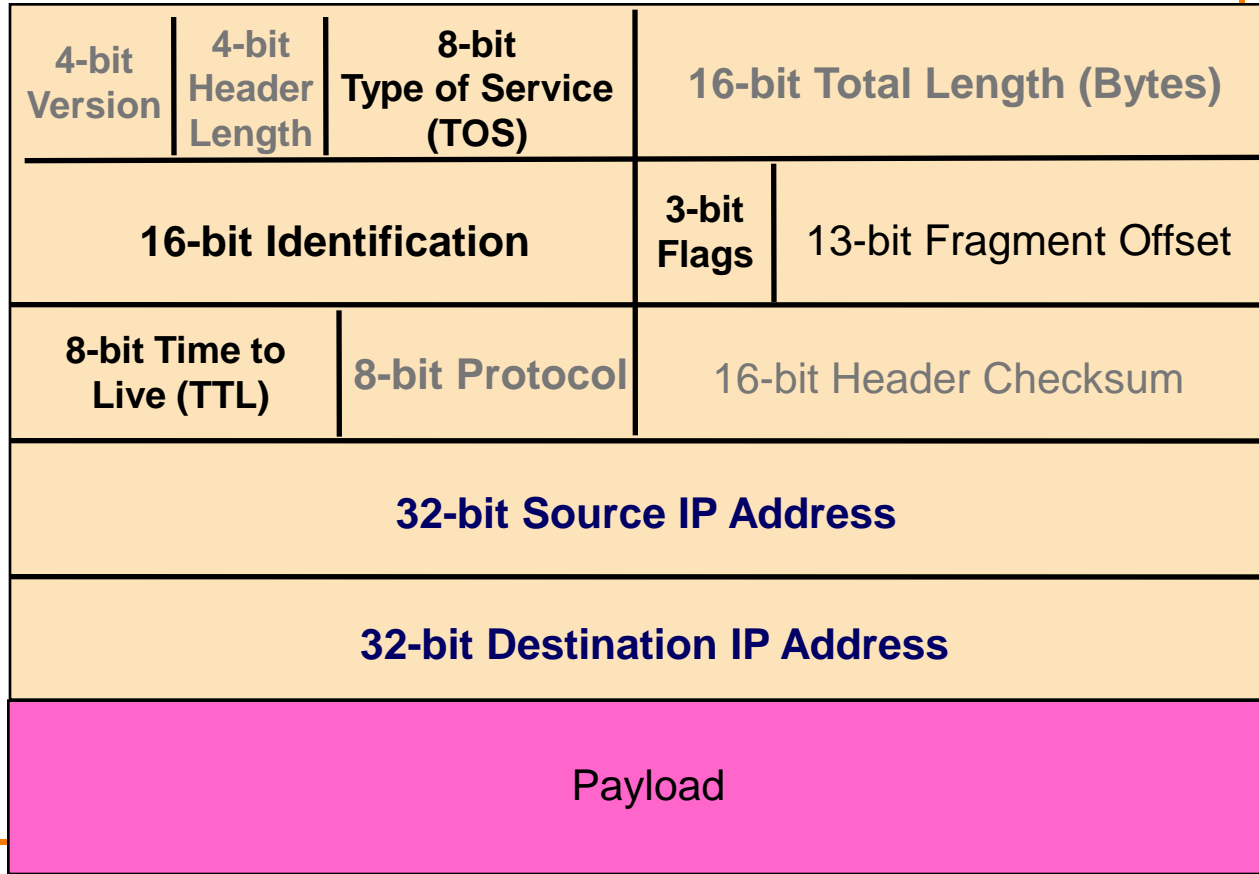 4-bit
Version
4-bit
Header
Length
8-bit
Type of Service
(TOS)
16-bit Total Length (Bytes)
16-bit Identification
3-bit
Flags
13-bit Fragment Offset
8-bit Time to
Live (TTL)
8-bit Protocol
16-bit Header Checksum
32-bit Source IP Address
32-bit Destination IP Address
Payload